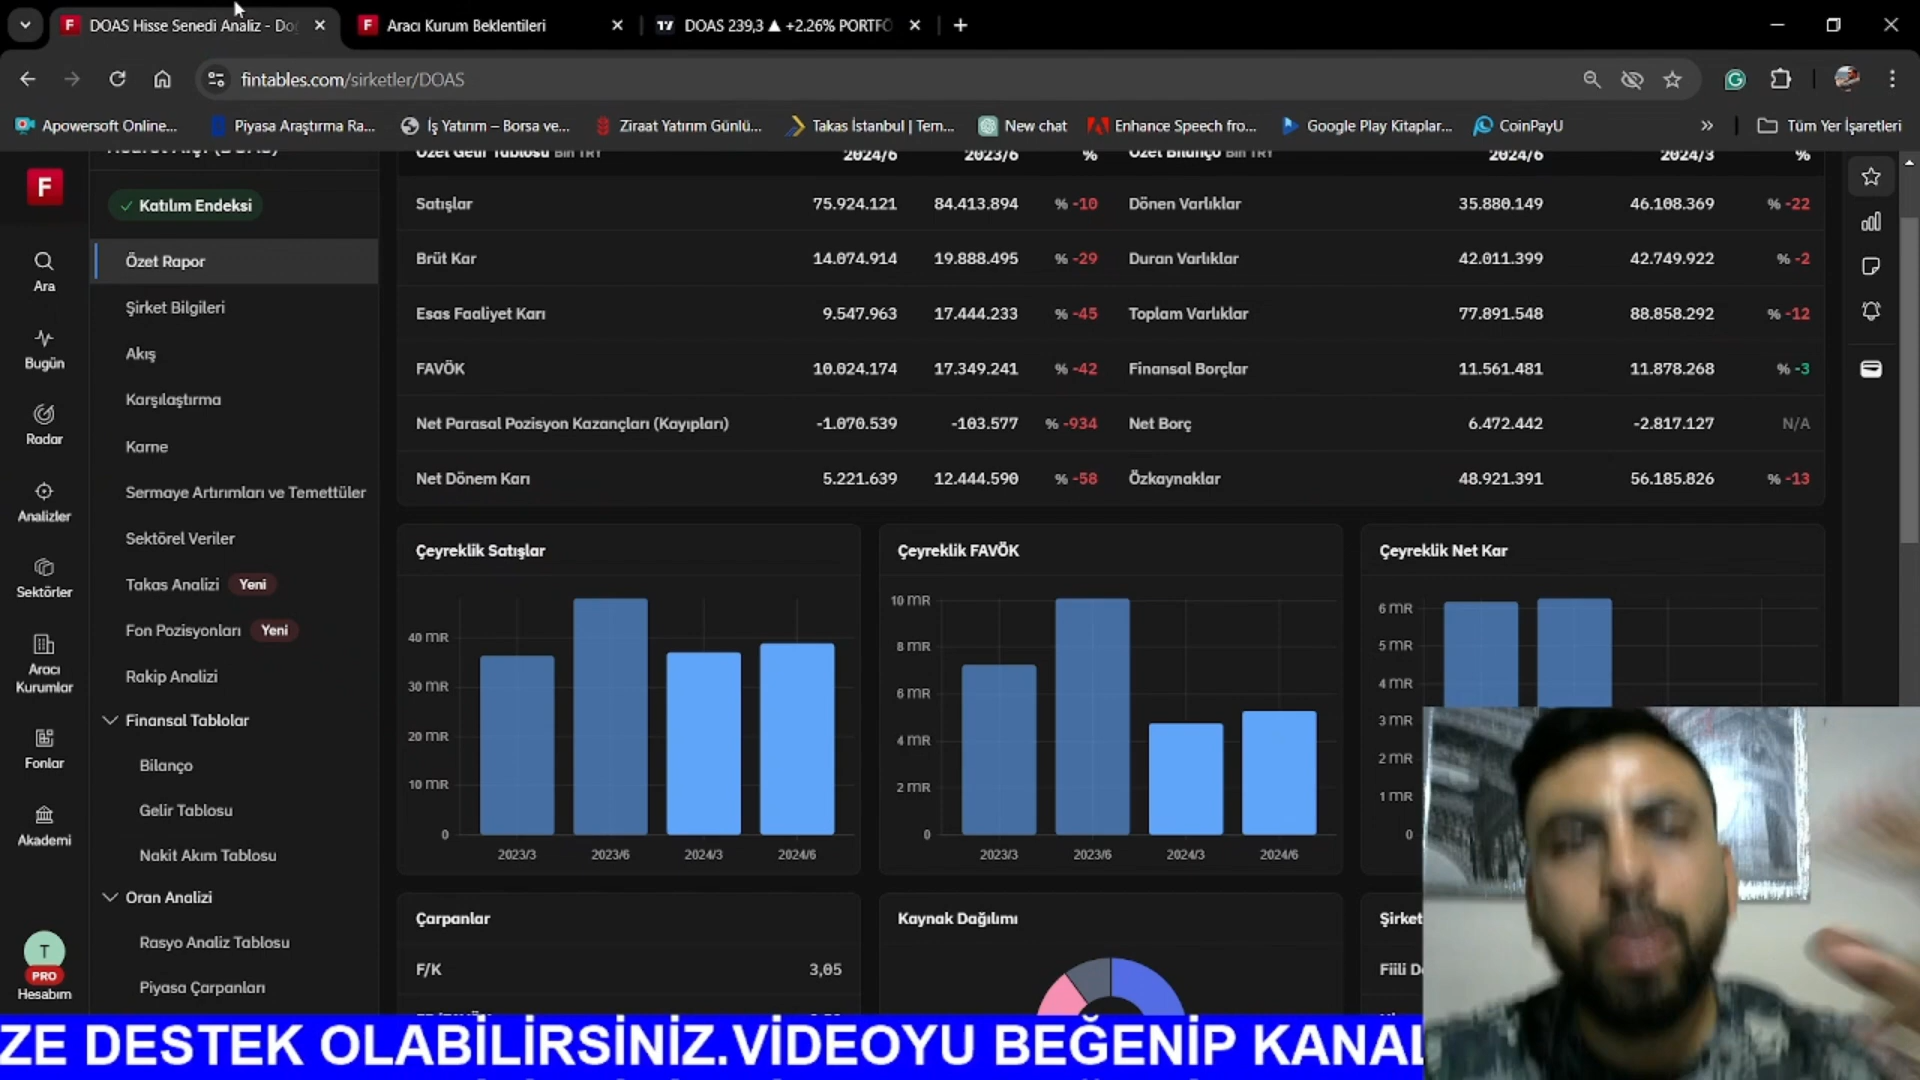 DOAS Hisse Senedi Analiz - Doğ
Aracı Kurum Beklentileri
DOAS 239,3 ▲ +2.26% PORTFO
fintables.com/sirketler/DOAS
Apowersoft Online...
Piyasa Araştırma Ra...
İş Yatırım – Borsa ve...
Ziraat Yatırım Günlü...
Takas İstanbul | Tem...
New chat
Enhance Speech fro...
Google Play Kitaplar...
CoinPayU
Tüm Yer İşaretleri
F
Ara
Bugün
Radar
Analizler
Sektörler
Aracı
Kurumlar
Fonlar
Akademi
T
PRO
Hesabım
Katılım Endeksi
Özet Rapor
Şirket Bilgileri
Akış
Karşılaştırma
Karne
Sermaye Artırımları ve Temettüler
Sektörel Veriler
Takas Analizi Yeni
Fon Pozisyonları Yeni
Rakip Analizi
Finansal Tablolar
Bilanço
Gelir Tablosu
Nakit Akım Tablosu
Oran Analizi
Rasyo Analiz Tablosu
Piyasa Çarpanları
Özet Gelir Tablosu Bin TRY 2024/6 2023/6 % Özet Bilanço Bin TRY 2024/6 2024/3 %
Satışlar 75.924.121 84.413.894 % -10 Dönen Varlıklar 35.880.149 46.108.369 % -22
Brüt Kar 14.074.914 19.888.495 % -29 Duran Varlıklar 42.011.399 42.749.922 % -2
Esas Faaliyet Karı 9.547.963 17.444.233 % -45 Toplam Varlıklar 77.891.548 88.858.292 % -12
FAVÖK 10.024.174 17.349.241 % -42 Finansal Borçlar 11.561.481 11.878.268 % -3
Net Parasal Pozisyon Kazançları (Kayıpları) -1.070.539 -103.577 % -934 Net Borç 6.472.442 -2.817.127 N/A
Net Dönem Karı 5.221.639 12.444.590 % -58 Özkaynaklar 48.921.391 56.185.826 % -13
Çeyreklik Satışlar
40 mr
30 mr
20 mr
10 mr
0
2023/3 2023/6 2024/3 2024/6
Çeyreklik FAVÖK
10 mr
8 mr
6 mr
4 mr
2 mr
0
2023/3 2023/6 2024/3 2024/6
Çeyreklik Net Kar
6 mr
5 mr
4 mr
3 mr
2 mr
1 mr
0
Çarpanlar
F/K 3,05
Kaynak Dağılımı
Şirket
Fiili D
ZE DESTEK OLABİLİRSİNİZ.VİDEOYU BEĞENİP KANAL